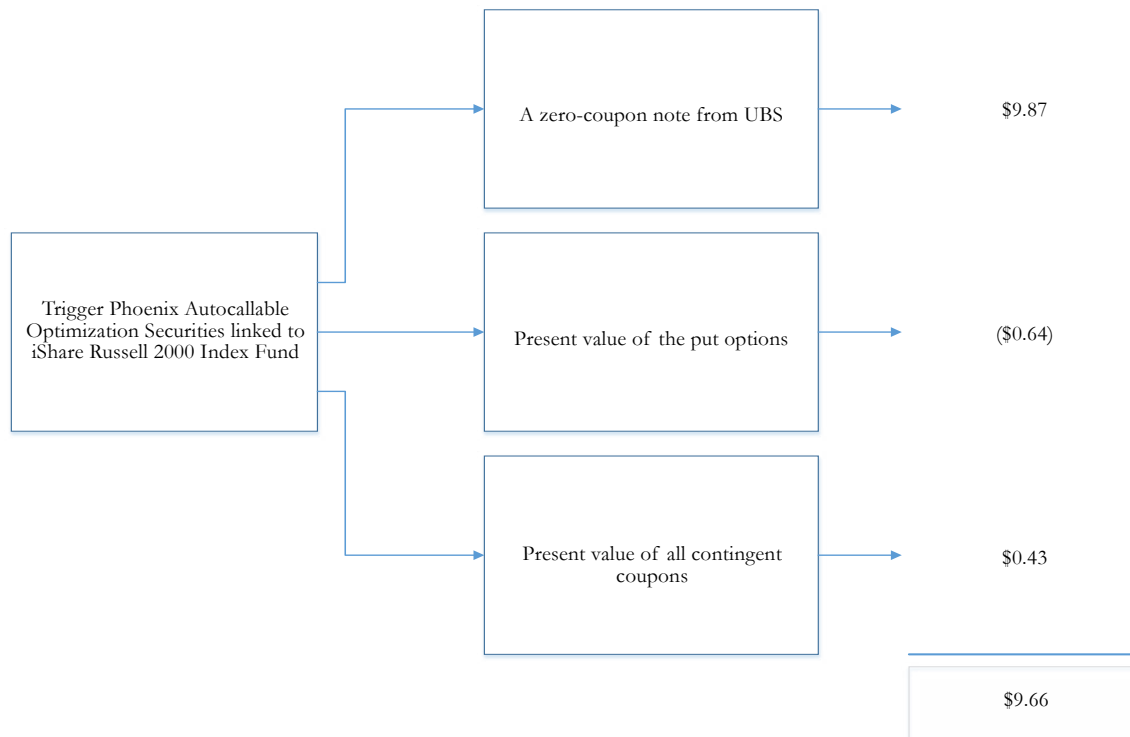 A zero-coupon note from UBS
$9.87
Trigger Phoenix Autocallable
Optimization Securities linked to
iShare Russell 2000 Index Fund
Present value of the put options
($0.64)
Present value of all contingent
coupons
$0.43
$9.66